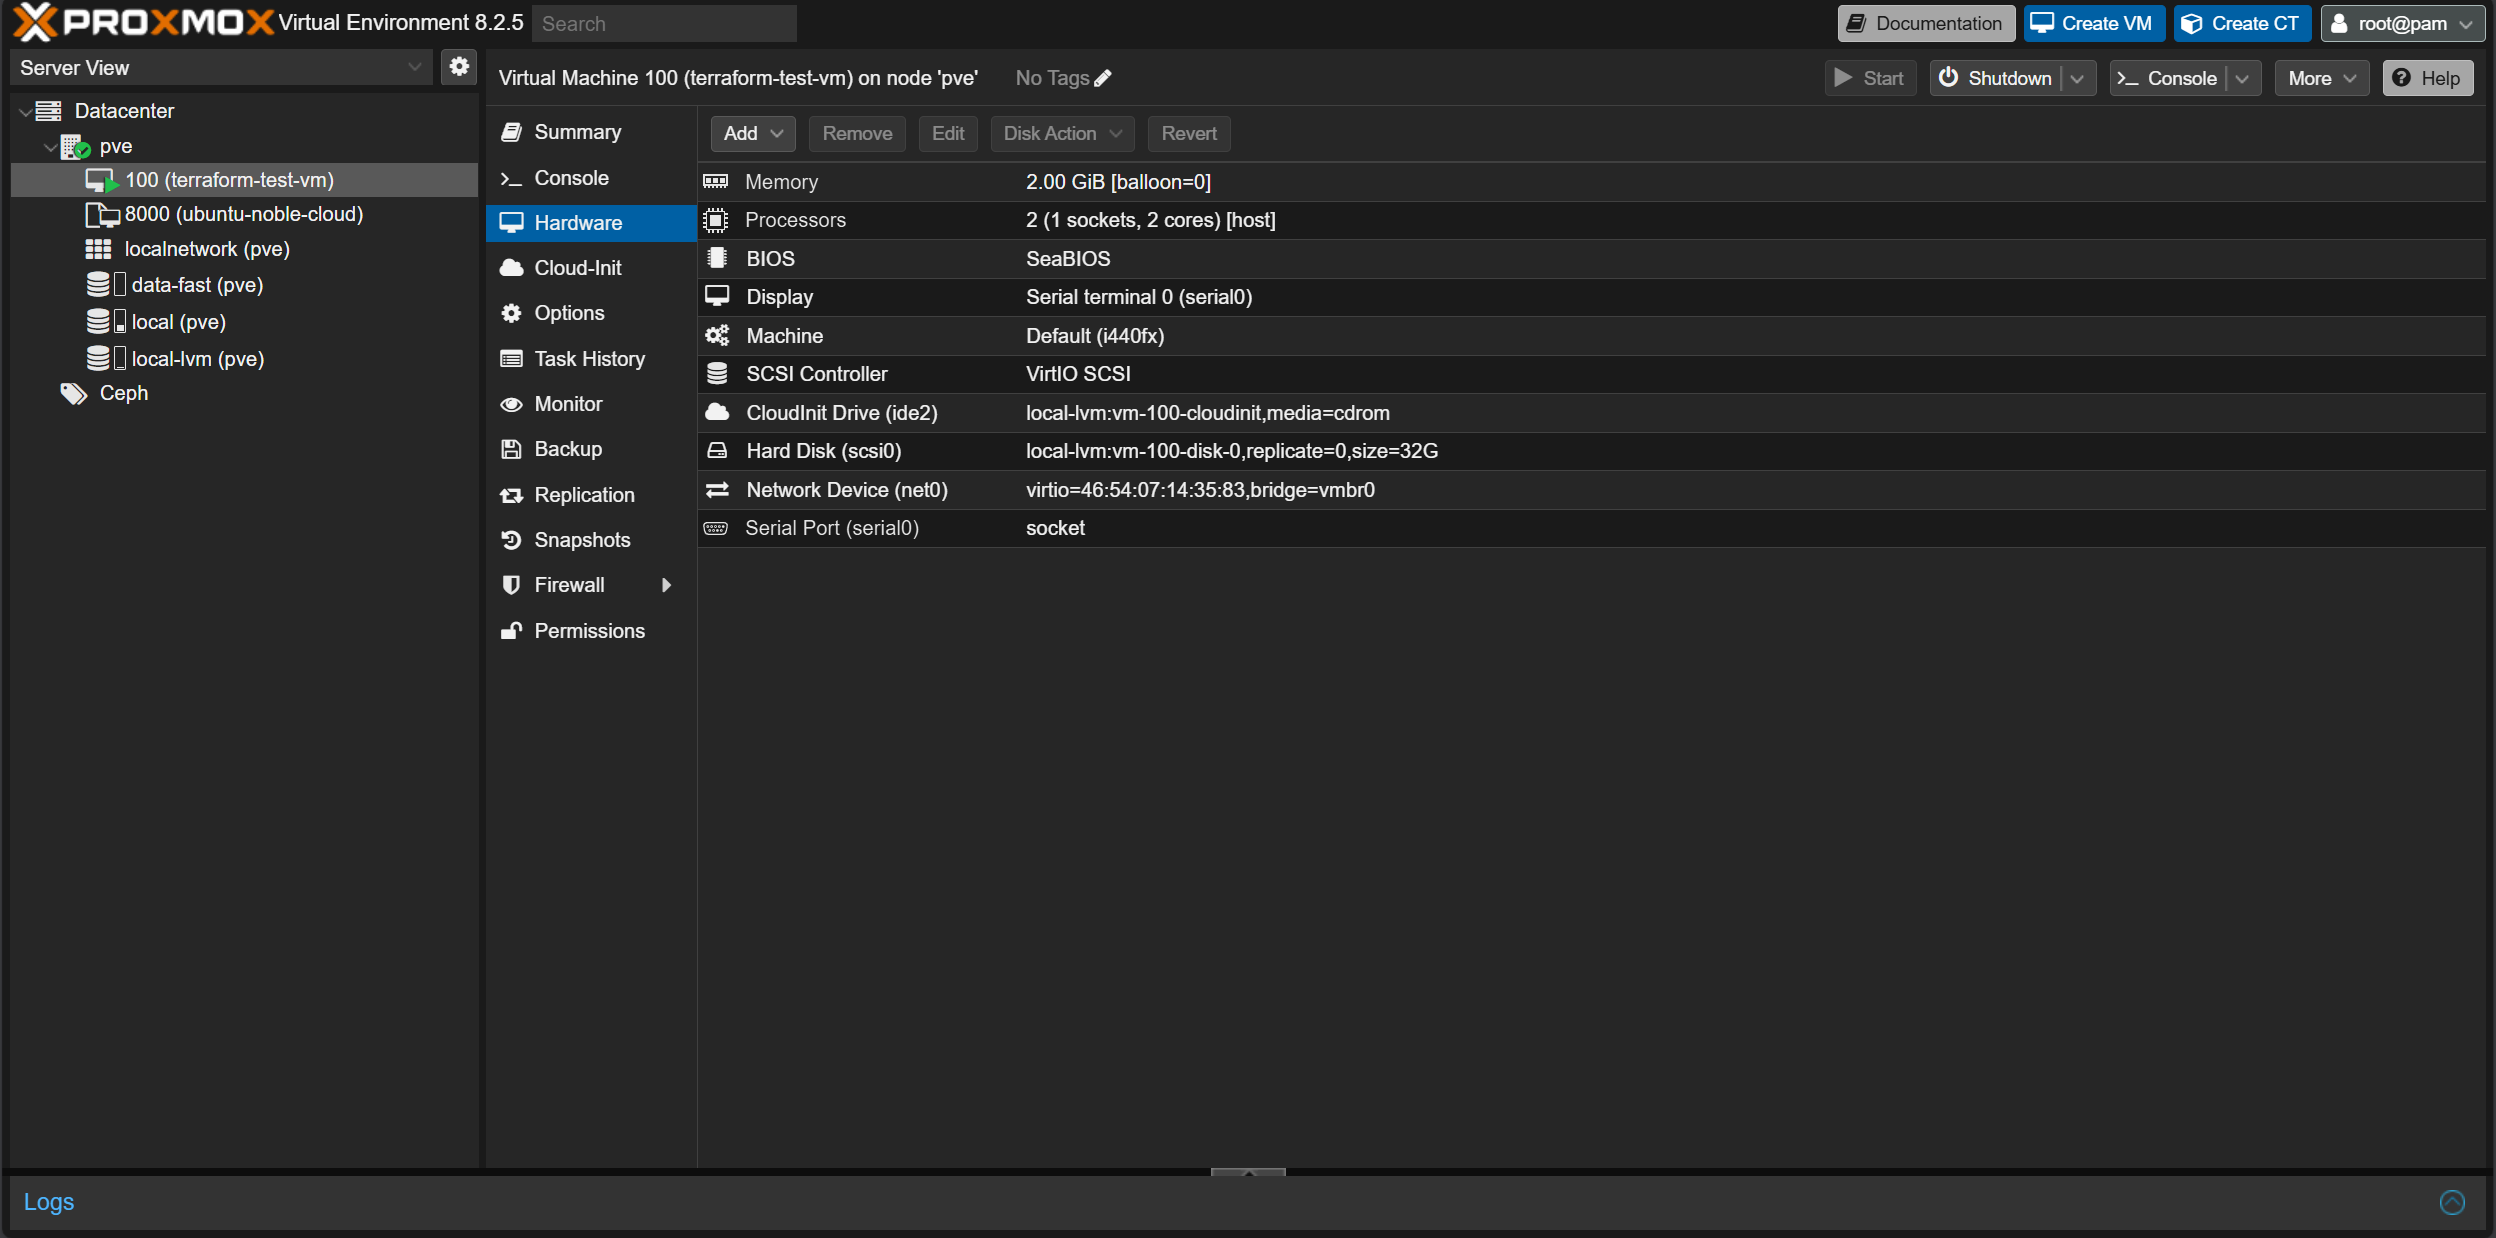 PROXMOX Virtual Environment 8.2.5 Search Documentation Create VM Create CT root@pam
Server View
Virtual Machine 100 (terraform-test-vm) on node 'pve' No Tags Start Shutdown Console More Help
Datacenter
pve
100 (terraform-test-vm)
8000 (ubuntu-noble-cloud)
localnetwork (pve)
data-fast (pve)
local (pve)
local-lvm (pve)
Ceph
Summary
Console
Hardware
Cloud-Init
Options
Task History
Monitor
Backup
Replication
Snapshots
Firewall
Permissions
Add Remove Edit Disk Action Revert
Memory 2.00 GiB [balloon=0]
Processors 2 (1 sockets, 2 cores) [host]
BIOS SeaBIOS
Display Serial terminal 0 (serial0)
Machine Default (i440fx)
SCSI Controller VirtIO SCSI
CloudInit Drive (ide2) local-lvm:vm-100-cloudinit,media=cdrom
Hard Disk (scsi0) local-lvm:vm-100-disk-0,replicate=0,size=32G
Network Device (net0) virtio=46:54:07:14:35:83,bridge=vmbr0
Serial Port (serial0) socket
Logs